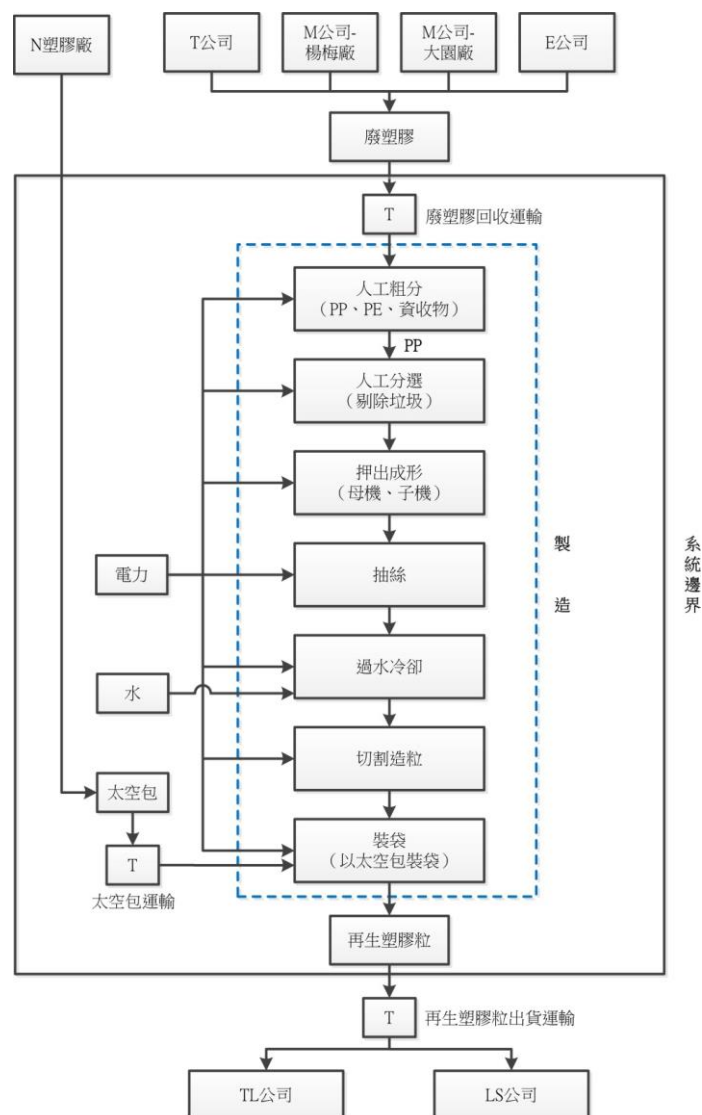 N塑膠廠
T公司
M公司-
楊梅廠
M公司-
大園廠
E公司
廢塑膠
T
廢塑膠回收運輸
人工粗分
（PP、PE、資收物）
PP
人工分選
（剔除垃圾）
押出成形
（母機、子機）
製造
系統邊界
電力
抽絲
水
過水冷卻
切割造粒
太空包
T
太空包運輸
裝袋
（以太空包裝袋）
再生塑膠粒
T
再生塑膠粒出貨運輸
TL公司
LS公司